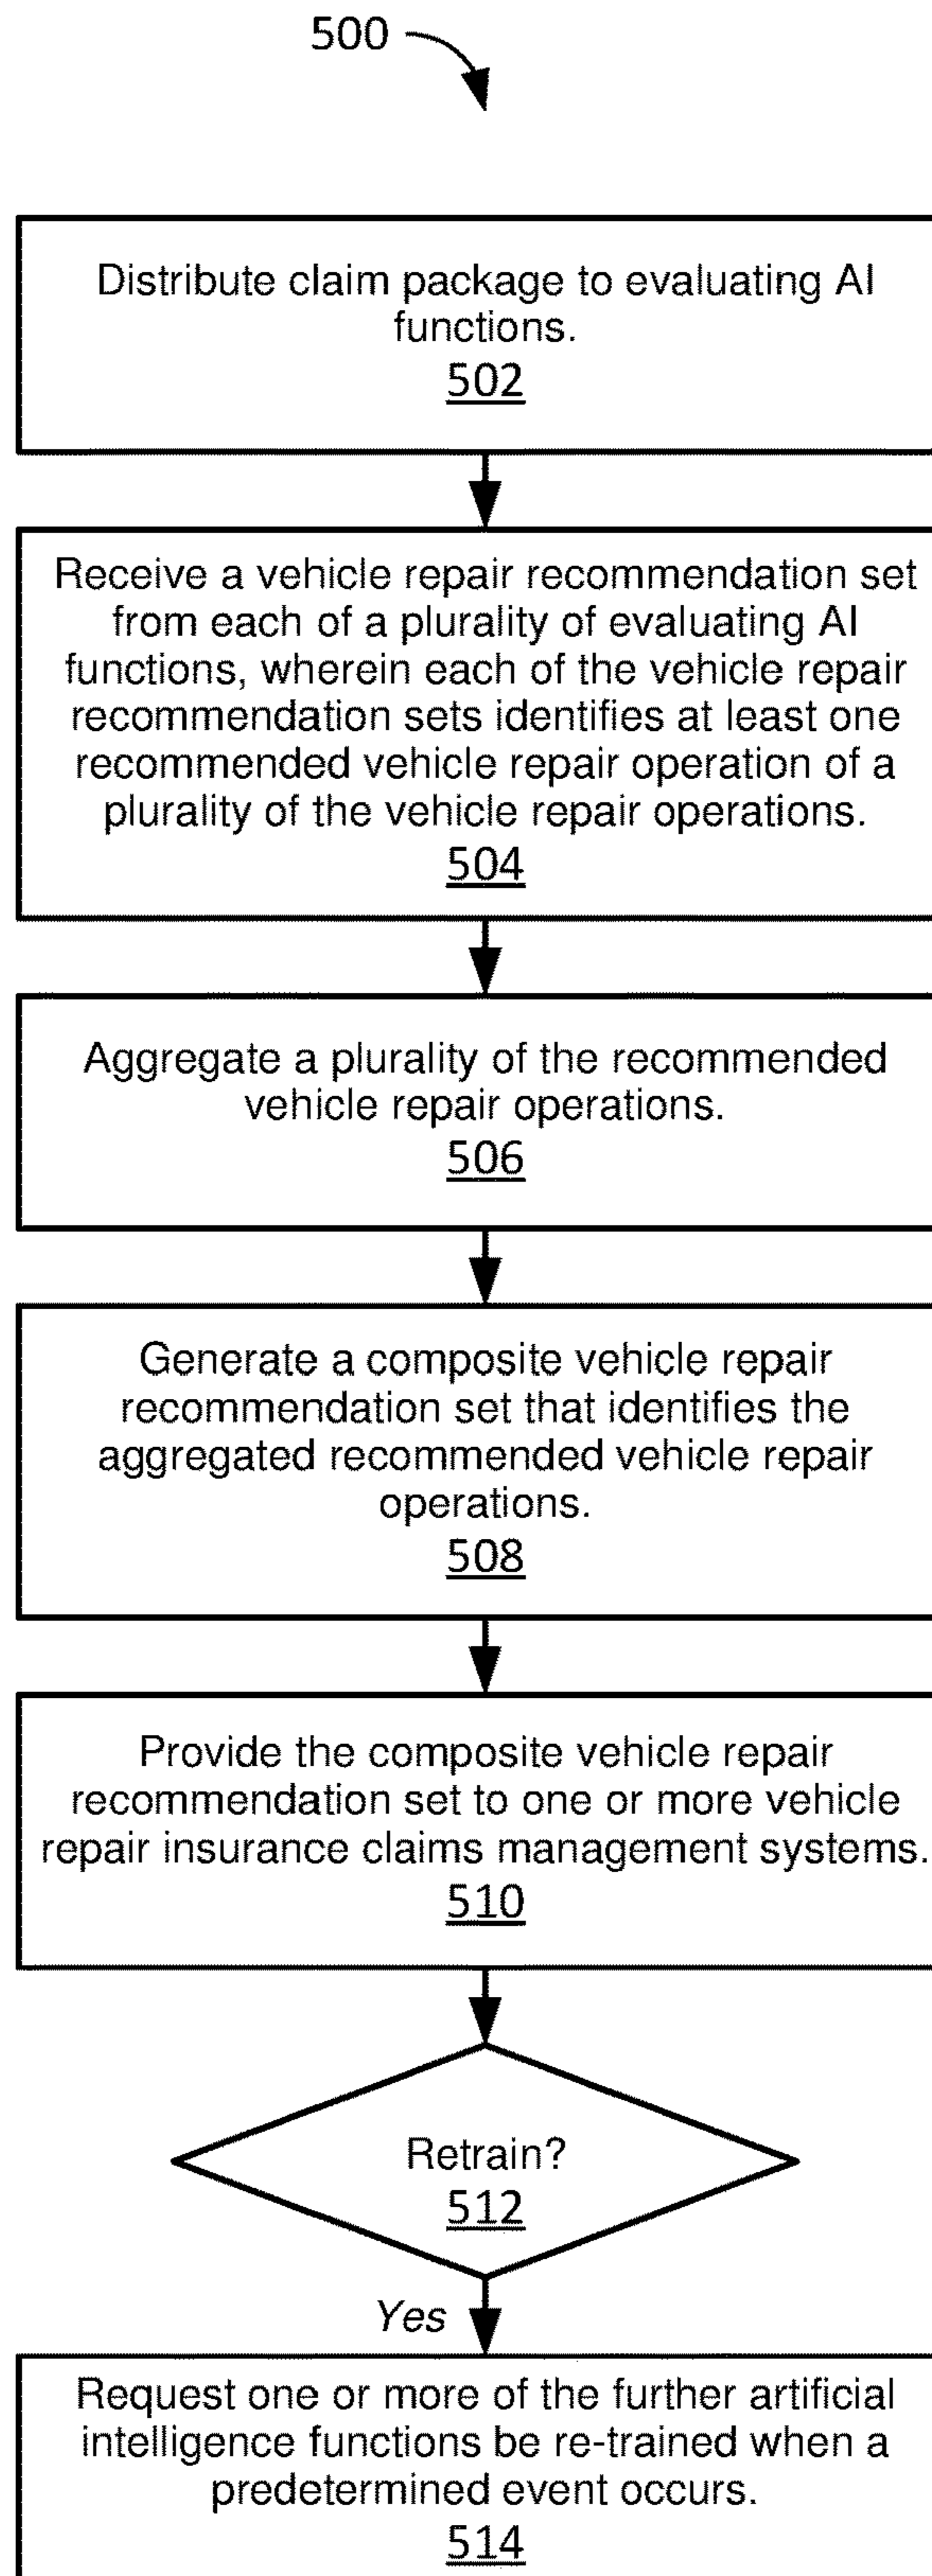 500
Distribute claim package to evaluating AI
functions.
502
Receive a vehicle repair recommendation set
from each of a plurality of evaluating AI
functions, wherein each of the vehicle repair
recommendation sets identifies at least one
recommended vehicle repair operation of a
plurality of the vehicle repair operations.
504
Aggregate a plurality of the recommended
vehicle repair operations.
506
Generate a composite vehicle repair
recommendation set that identifies the
aggregated recommended vehicle repair
operations.
508
Provide the composite vehicle repair
recommendation set to one or more vehicle
repair insurance claims management systems.
510
Retrain?
512
Yes
Request one or more of the further artificial
intelligence functions be re-trained when a
predetermined event occurs.
514